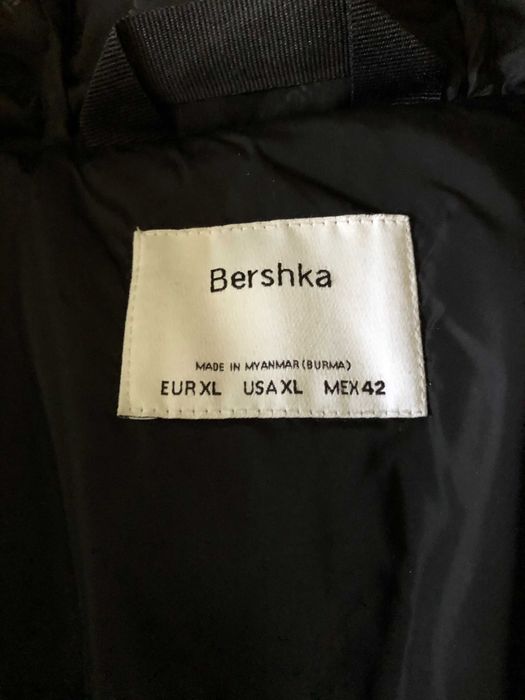 Bershka
MADE IN MYANMAR (BURMA)
EUR XL USA XL MEX 42